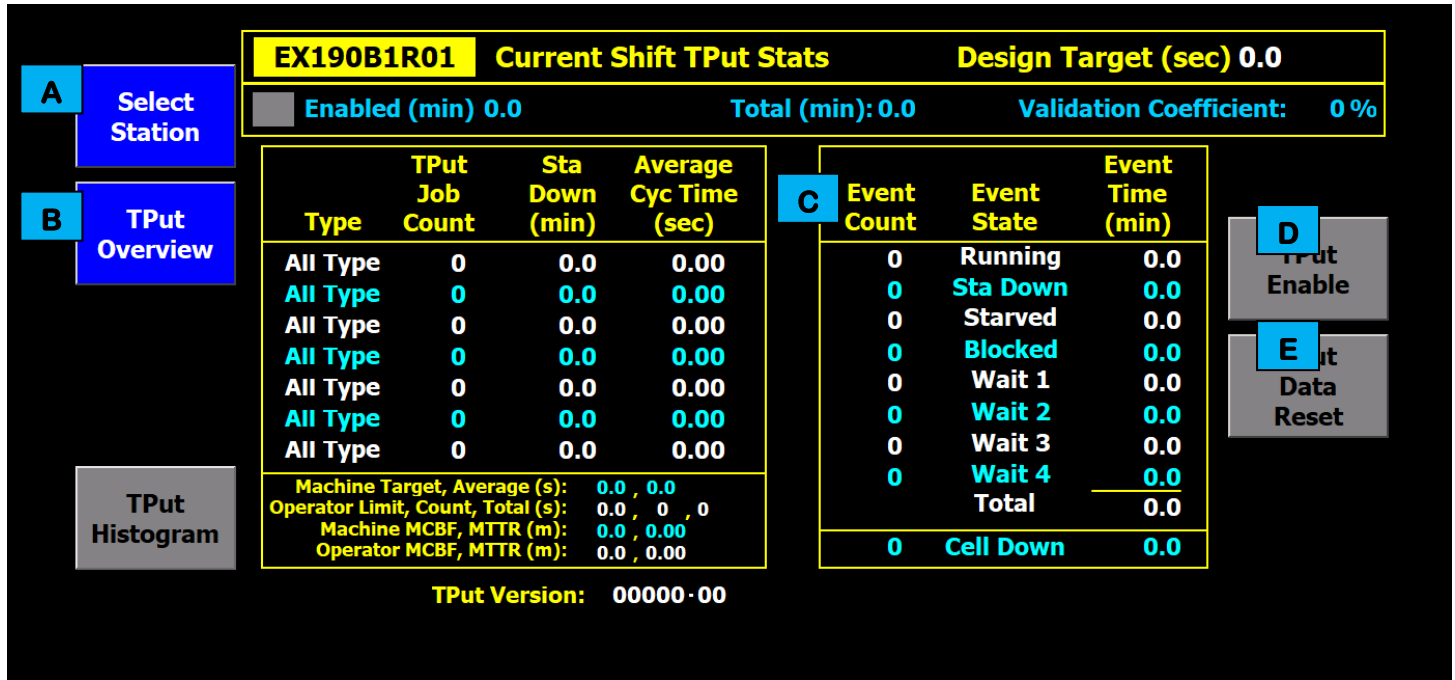 EX190B1R01 Current Shift TPut Stats Design Target (sec) 0.0
Enabled (min) 0.0 Total (min): 0.0 Validation Coefficient: 0 %
A
Select
Station
B
TPut
Overview
TPut
Histogram
Type TPut Job Count Sta Down (min) Average Cyc Time (sec)
All Type 0 0.0 0.00
All Type 0 0.0 0.00
All Type 0 0.0 0.00
All Type 0 0.0 0.00
All Type 0 0.0 0.00
All Type 0 0.0 0.00
All Type 0 0.0 0.00
Machine Target, Average (s): 0.0 , 0.0
Operator Limit, Count, Total (s): 0.0 , 0 , 0
Machine MCBF, MTTR (m): 0.0 , 0.00
Operator MCBF, MTTR (m): 0.0 , 0.00
TPut Version: 00000-00
C
Event Count Event State Event Time (min)
0 Running 0.0
0 Sta Down 0.0
0 Starved 0.0
0 Blocked 0.0
0 Wait 1 0.0
0 Wait 2 0.0
0 Wait 3 0.0
0 Wait 4 0.0
Total 0.0
0 Cell Down 0.0
D
Enable
E
Data
Reset